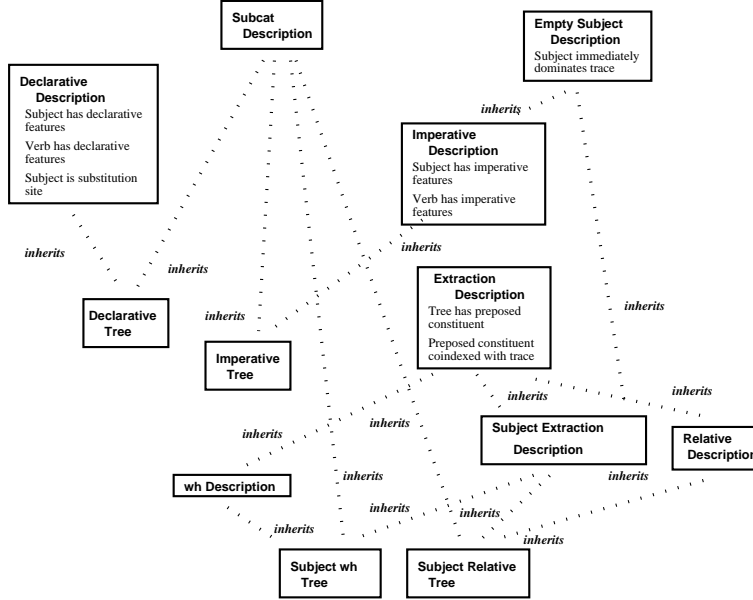 Subcat
Description
Empty Subject
Description
Subject immediately
dominates trace
Declarative
Description
Subject has declarative
features
Verb has declarative
features
Subject is substitution
site
inherits
Imperative
Description
Subject has imperative
features
Verb has imperative
features
inherits
inherits
inherits
Extraction
Description
Tree has preposed
constituent
Preposed constituent
coindexed with trace
inherits
Declarative
Tree
inherits
Imperative
Tree
inherits
inherits
inherits
inherits
Subject Extraction
Description
Relative
Description
inherits
inherits
wh Description
inherits
inherits
inherits
inherits
Subject wh
Tree
Subject Relative
Tree